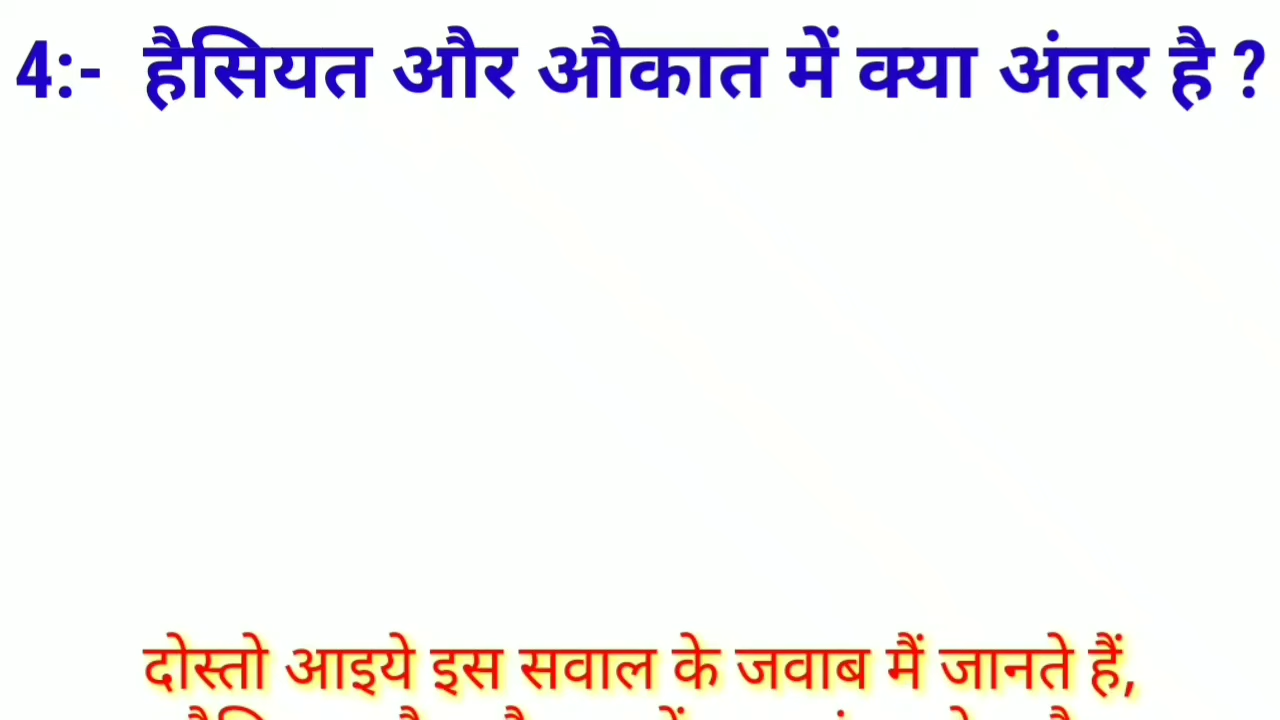 4:- हैसियत और औकात में क्या अंतर है ?
दोस्तो आइये इस सवाल के जवाब मैं जानते हैं,